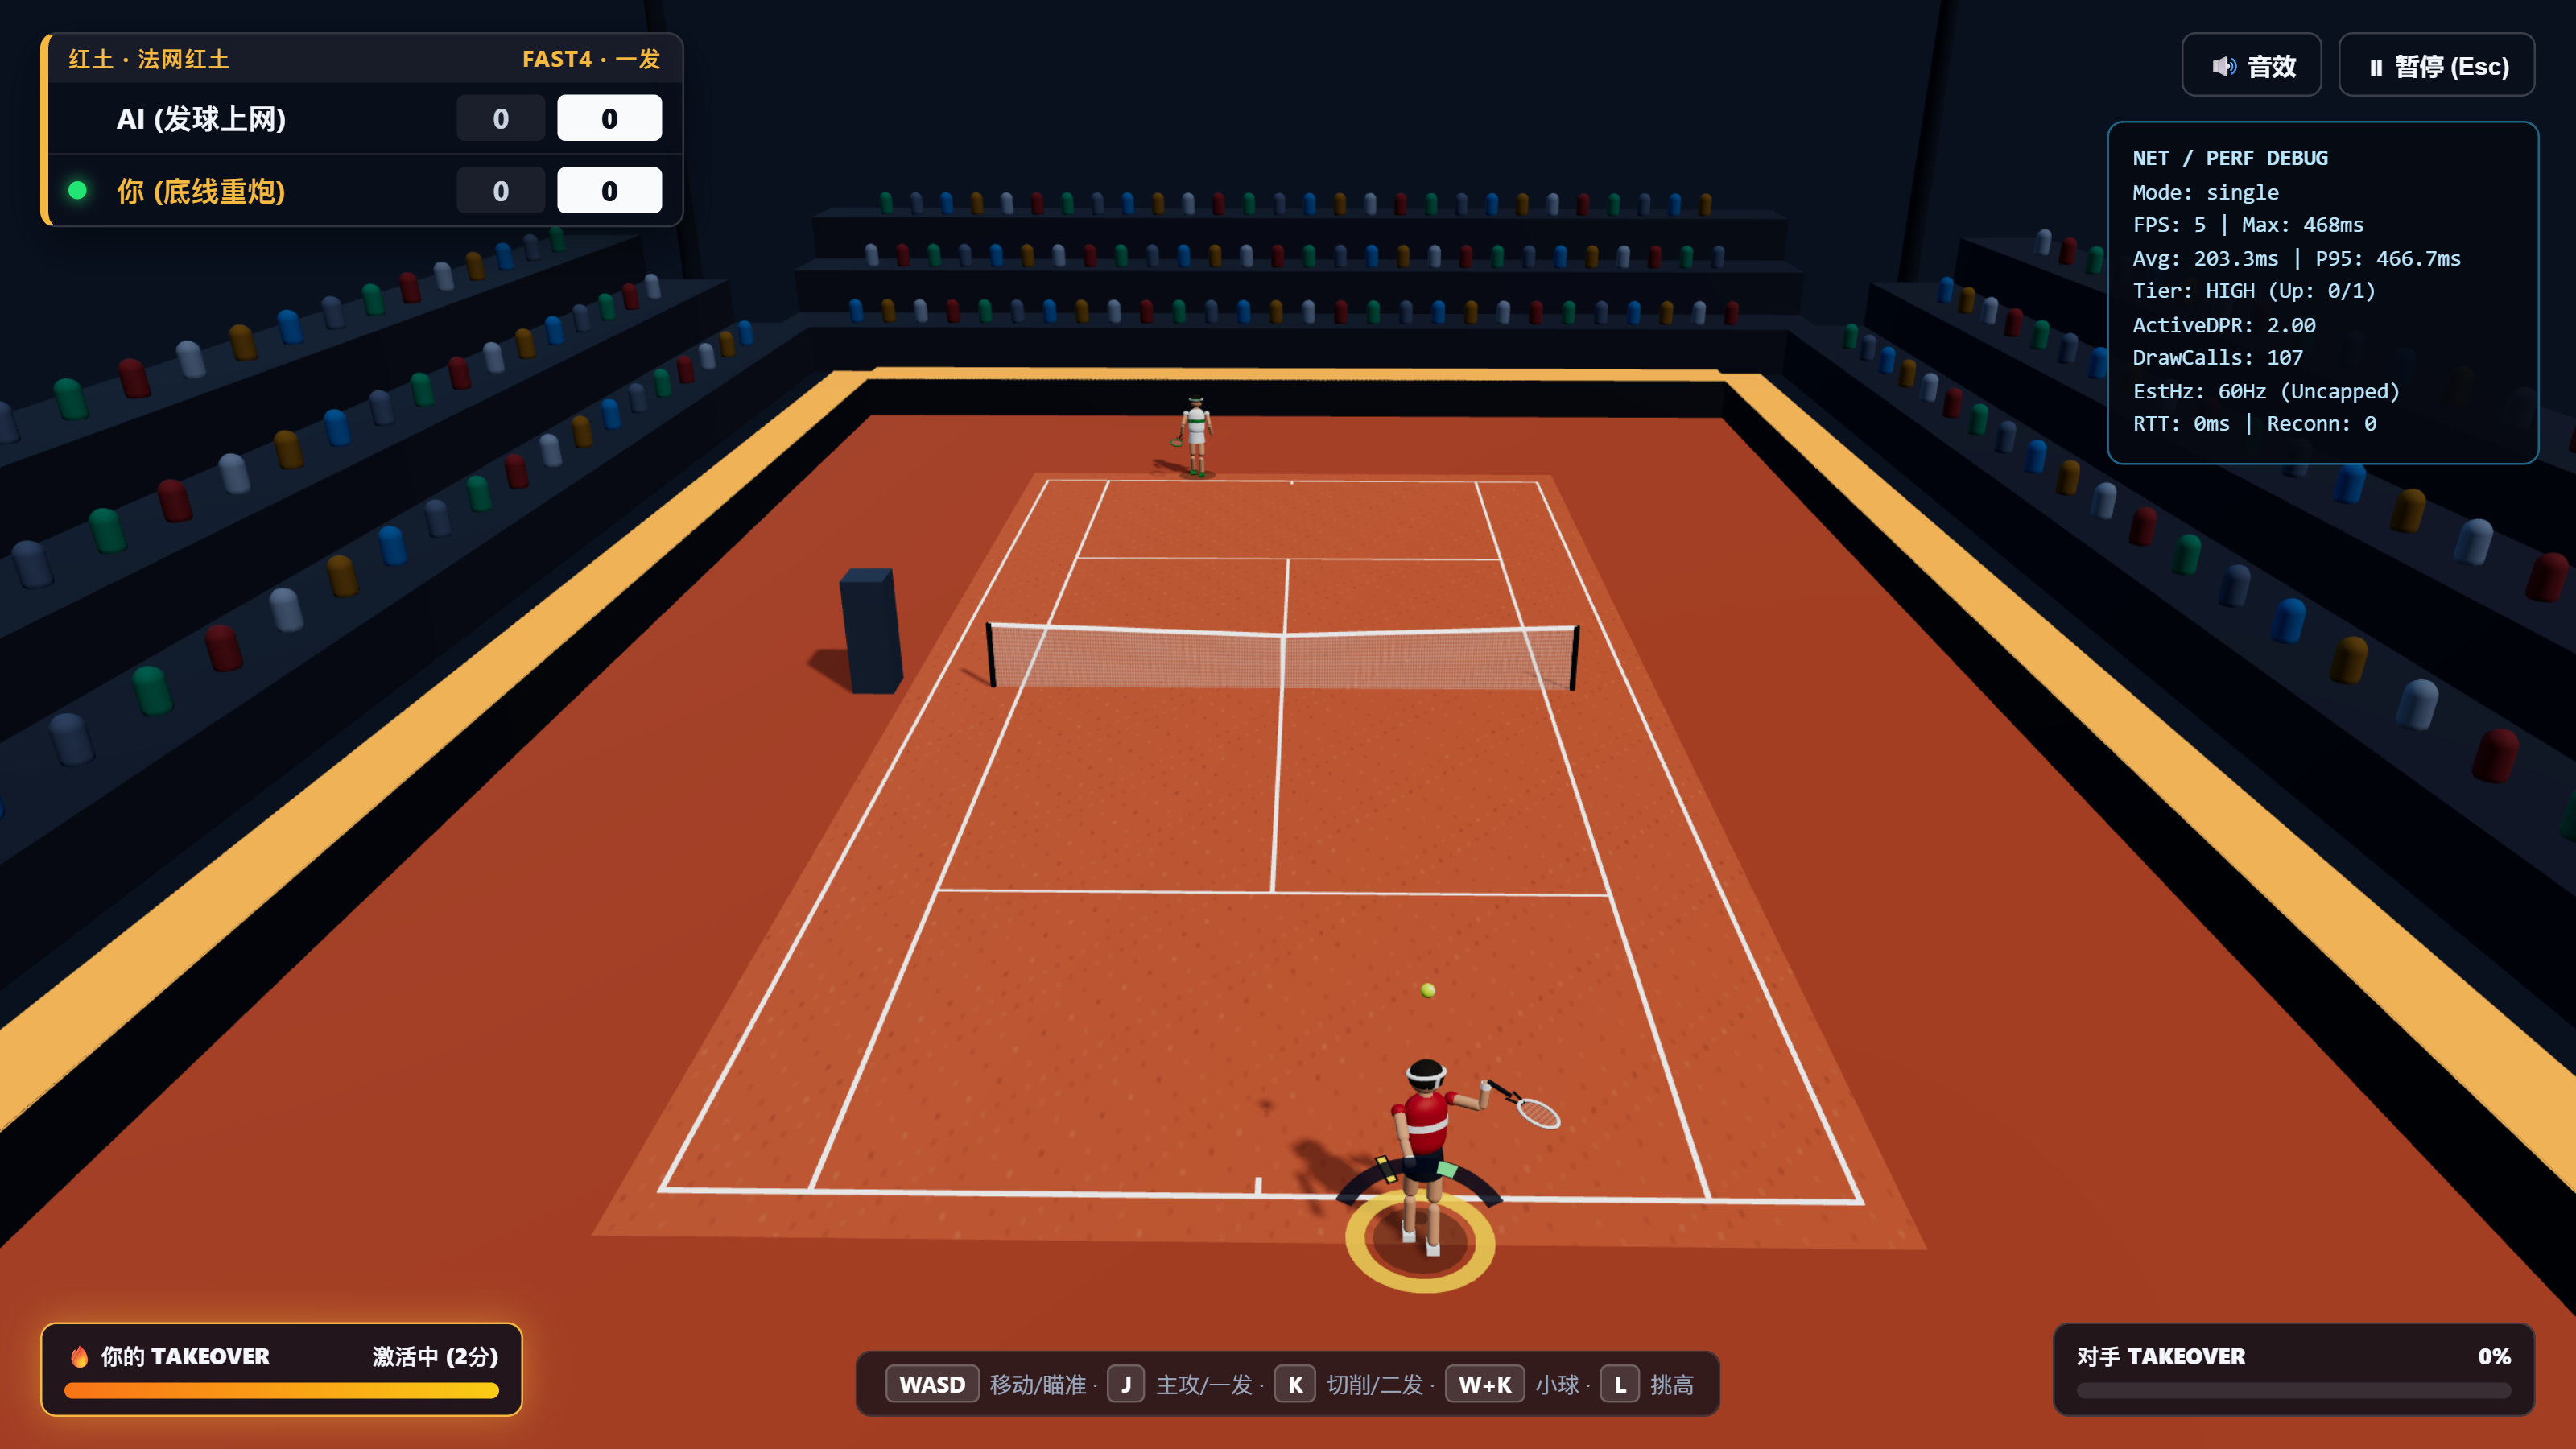 红土 · 法网红土 FAST4 · 一发
AI (发球上网) 0 0
你 (底线重炮) 0 0
音效
暂停 (Esc)
NET / PERF DEBUG
Mode: single
FPS: 5 | Max: 468ms
Avg: 203.3ms | P95: 466.7ms
Tier: HIGH (Up: 0/1)
ActiveDPR: 2.00
DrawCalls: 107
EstHz: 60Hz (Uncapped)
RTT: 0ms | Reconn: 0
你的 TAKEOVER 激活中 (2分)
WASD 移动/瞄准 · J 主攻/一发 · K 切削/二发 · W+K 小球 · L 挑高
对手 TAKEOVER 0%